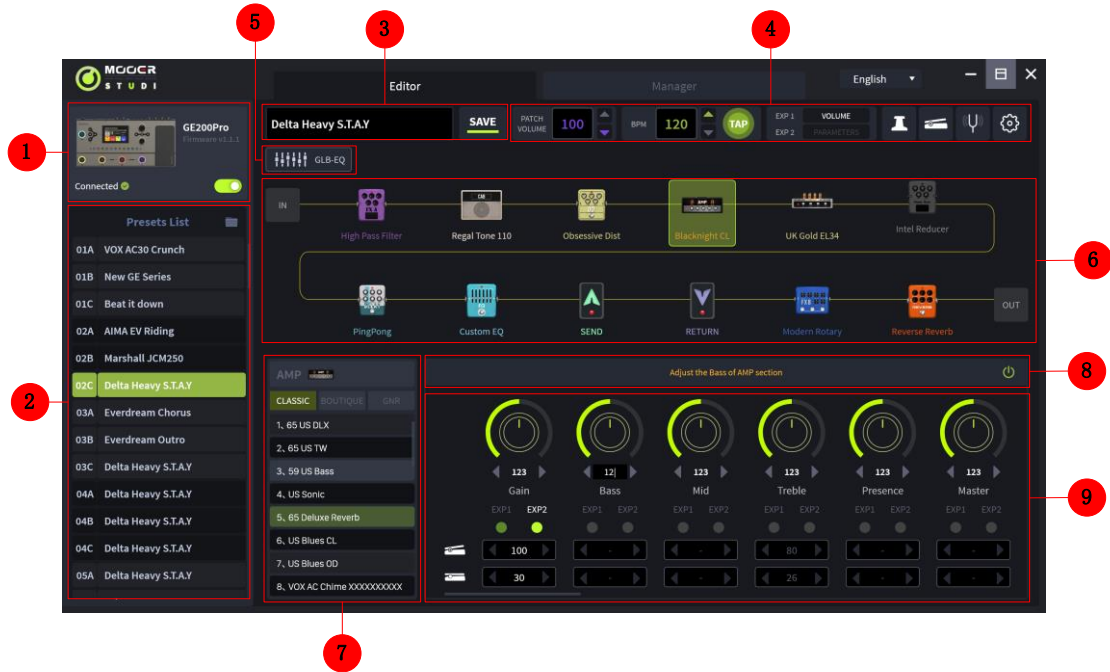 5
3
4
MOOER
STUDI
Editor
Manager
English
GE200Pro
Firmware v1.1.1
Connected
1
Delta Heavy S.T.A.Y
SAVE
PATCH VOLUME
100
BPM
120
TAP
EXP 1
VOLUME
EXP 2
PARAMETERS
GLB-EQ
Presets List
01A VOX AC30 Crunch
01B New GE Series
01C Beat it down
02A AIMA EV Riding
02B Marshall JCM250
02C Delta Heavy S.T.A.Y
03A Everdream Chorus
03B Everdream Outro
03C Delta Heavy S.T.A.Y
04A Delta Heavy S.T.A.Y
04B Delta Heavy S.T.A.Y
04C Delta Heavy S.T.A.Y
05A Delta Heavy S.T.A.Y
2
IN
High Pass Filter
CAB
Regal Tone 110
Obsessive Dist
AMP
Blacknight CL
UK Gold EL34
Intel Reducer
PingPong
Custom EQ
SEND
RETURN
Modern Rotary
Reverse Reverb
OUT
6
AMP
CLASSIC BOUTIQUE GNR
1、65 US DLX
2、65 US TW
3、59 US Bass
4、US Sonic
5、65 Deluxe Reverb
6、US Blues CL
7、US Blues OD
8、VOX AC Chime XXXXXXXXXX
7
Adjust the Bass of AMP section
8
123 12 123 123 123 123
Gain Bass Mid Treble Presence Master
EXP1 EXP2 EXP1 EXP2 EXP1 EXP2 EXP1 EXP2 EXP1 EXP2 EXP1 EXP2
100 - - 80 - -
30 - - 26 - -
9